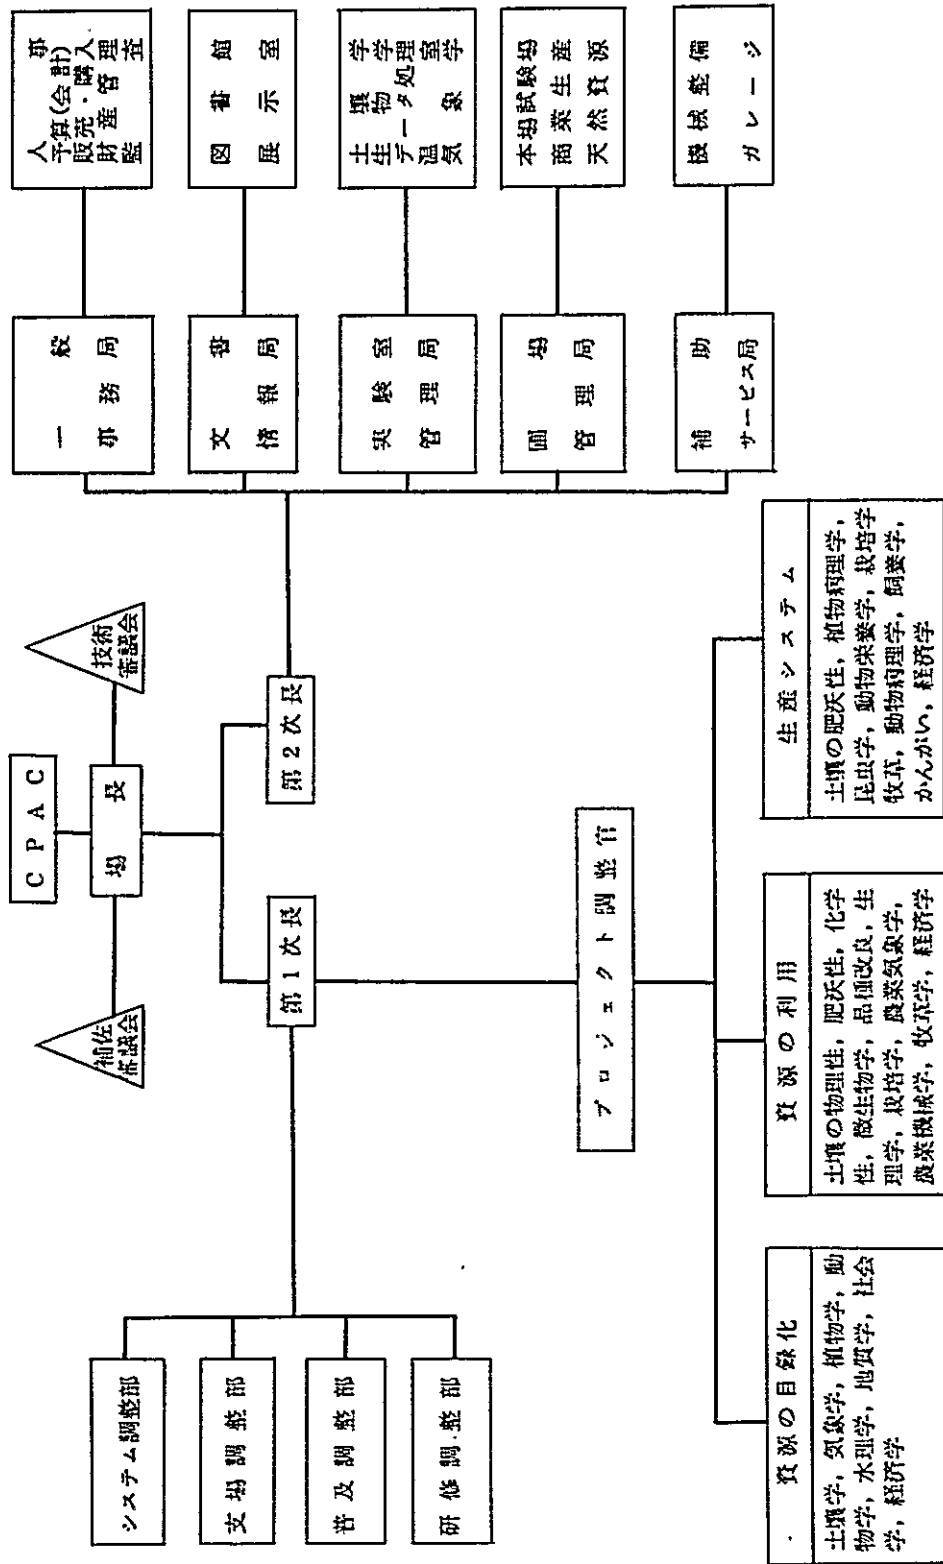 CPAC
補佐
審議会
場長
技術
審議会
第1次長
第2次長
システム調整部
支場調整部
普及調整部
研修調整部
プロジェクト調整官
一般
事務局
文書
情報局
実験室
管理局
圃場
管理局
補助
サービス局
人事
予算(会計)
販売・購入
財産管理
監査
図書館
展示室
土壌学
生物学
データ処理
温室
気象学
本場試験場
商業生産
天然資源
機械整備
ガレージ
資源の目録化
土壌学, 気象学, 植物学, 動
物学, 水理学, 地質学, 社会
学, 経済学
資源の利用
土壌の物理性, 肥沃性, 化学
性, 微生物学, 品種改良, 生
理学, 栽培学, 農業気象学,
農業機械学, 牧草学, 経済学
生産システム
土壌の肥沃性, 植物病理学,
昆虫学, 動物栄養学, 栽培学
牧草, 動物病理学, 飼養学,
かんがい, 経済学